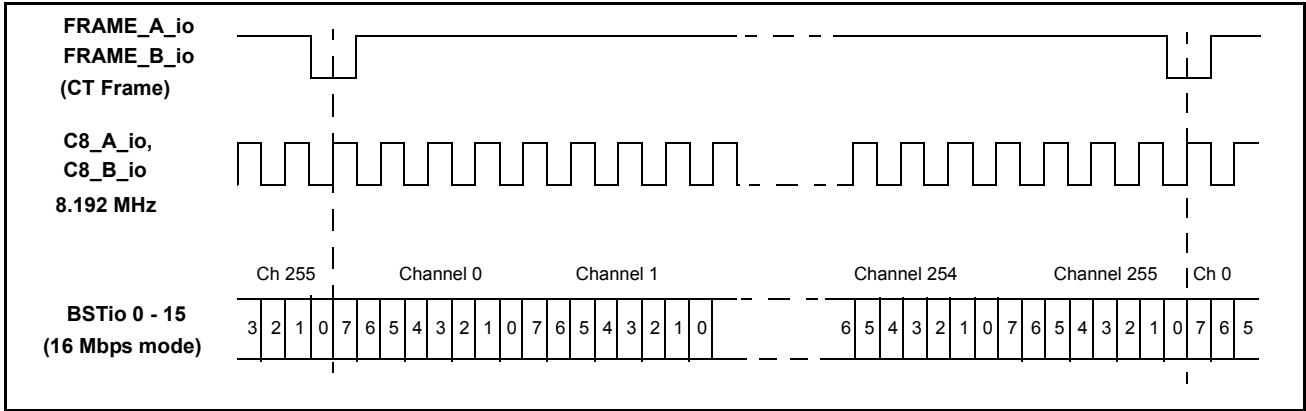 FRAME_A_io
FRAME_B_io
(CT Frame)
C8_A_io,
C8_B_io
8.192 MHz
Ch 255 Channel 0 Channel 1 Channel 254 Channel 255 Ch 0
BSTio 0 - 15
(16 Mbps mode)
3 2 1 0 7 6 5 4 3 2 1 0 7 6 5 4 3 2 1 0 6 5 4 3 2 1 0 7 6 5 4 3 2 1 0 7 6 5